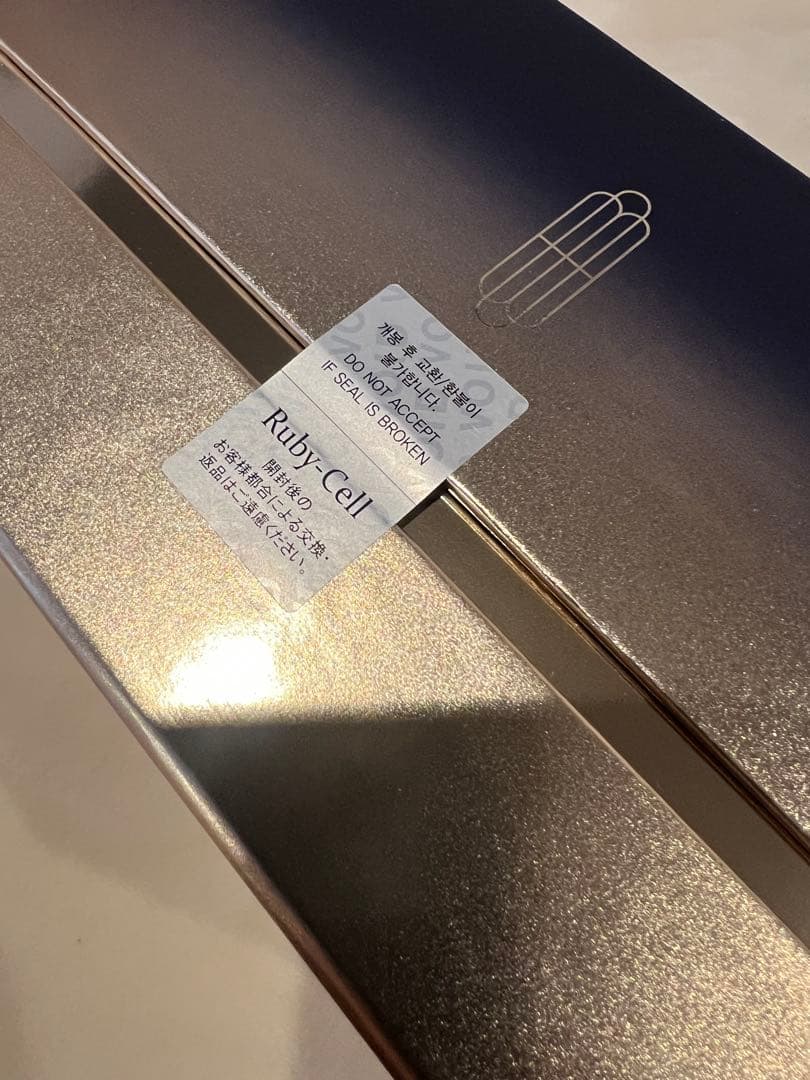 개봉 후 교환/환불이
불가합니다.
DO NOT ACCEPT
IF SEAL IS BROKEN
Ruby-Cell
開封後の
お客様都合による交換・
返品はご遠慮ください。